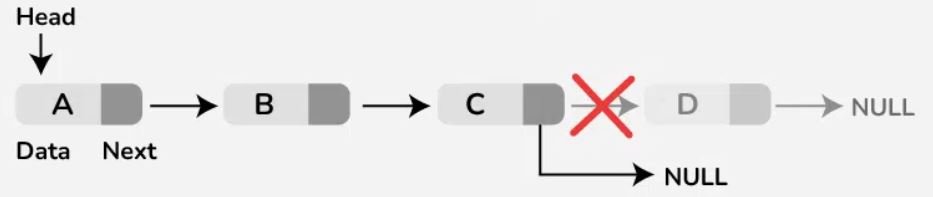 Head
A B C D NULL
Data Next
NULL